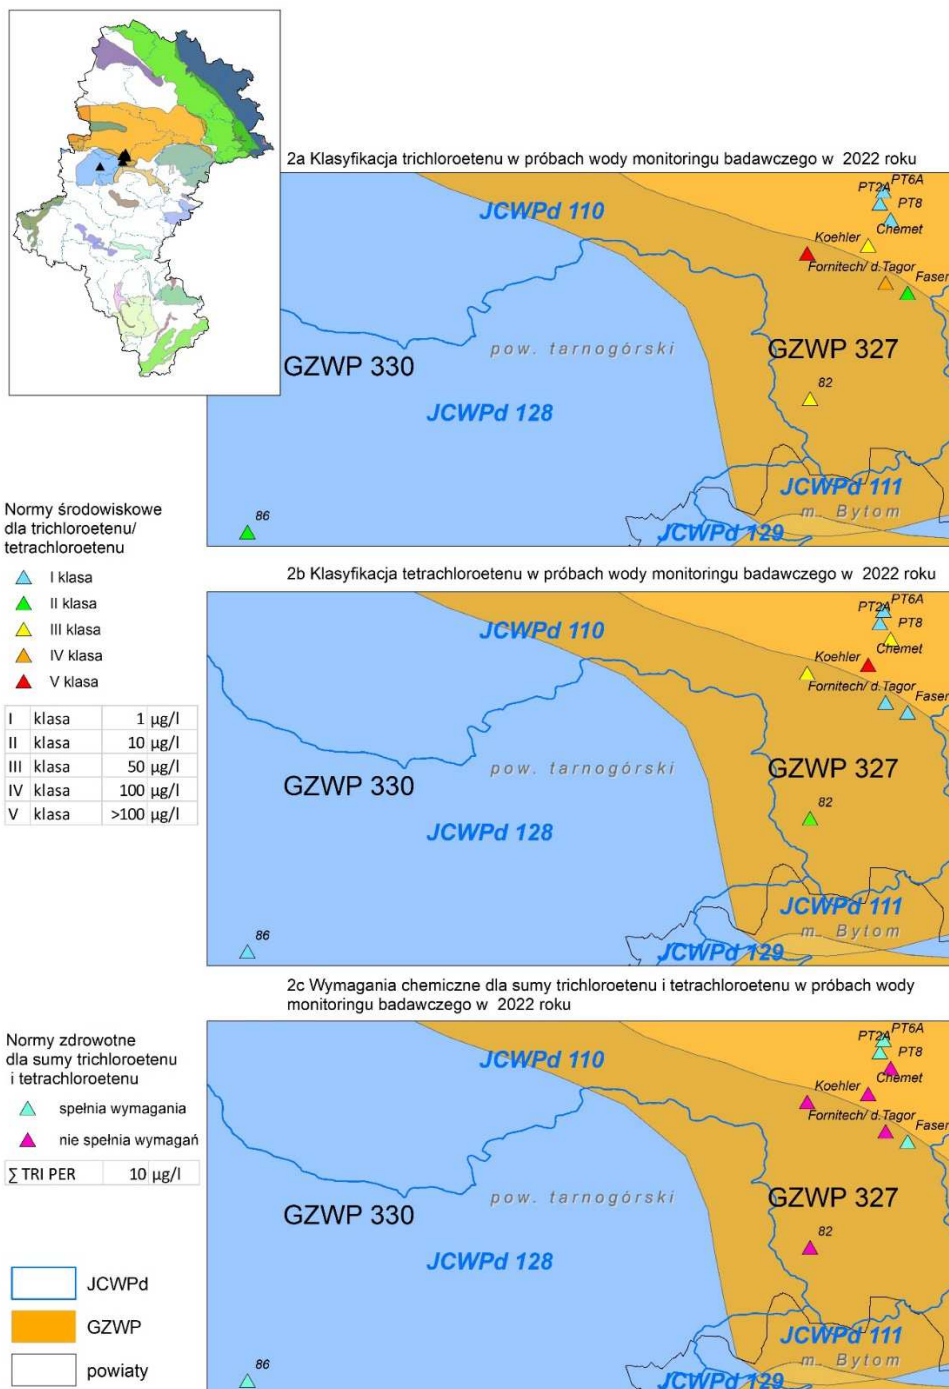 2a Klasyfikacja trichloroetenu w próbach wody monitoringu badawczego w 2022 roku
PT6A
PT2A
PT8
JCWPd 110
Chemet
Koehler
Fornitech/ d.Tagor
Faser
pow. tarnogórski
GZWP 327
GZWP 330
82
JCWPd 128
JCWPd 111
m. Bytom
86
JCWPd 129
Normy środowiskowe
dla trichloroetenu/
tetrachloroetenu
I klasa
II klasa
III klasa
IV klasa
V klasa
I klasa 1 µg/l
II klasa 10 µg/l
III klasa 50 µg/l
IV klasa 100 µg/l
V klasa >100 µg/l
2b Klasyfikacja tetrachloroetenu w próbach wody monitoringu badawczego w 2022 roku
PT6A
PT2A
PT8
JCWPd 110
Chemet
Koehler
Fornitech/ d.Tagor
Faser
pow. tarnogórski
GZWP 327
GZWP 330
82
JCWPd 128
JCWPd 111
m. Bytom
86
JCWPd 129
2c Wymagania chemiczne dla sumy trichloroetenu i tetrachloroetenu w próbach wody
monitoringu badawczego w 2022 roku
Normy zdrowotne
dla sumy trichloroetenu
i tetrachloroetenu
spełnia wymagania
nie spełnia wymagań
∑ TRI PER 10 µg/l
PT6A
PT2A
PT8
JCWPd 110
Chemet
Koehler
Fornitech/ d.Tagor
Faser
pow. tarnogórski
GZWP 327
GZWP 330
82
JCWPd 128
JCWPd 111
m. Bytom
86
JCWPd 129
JCWPd
GZWP
powiaty